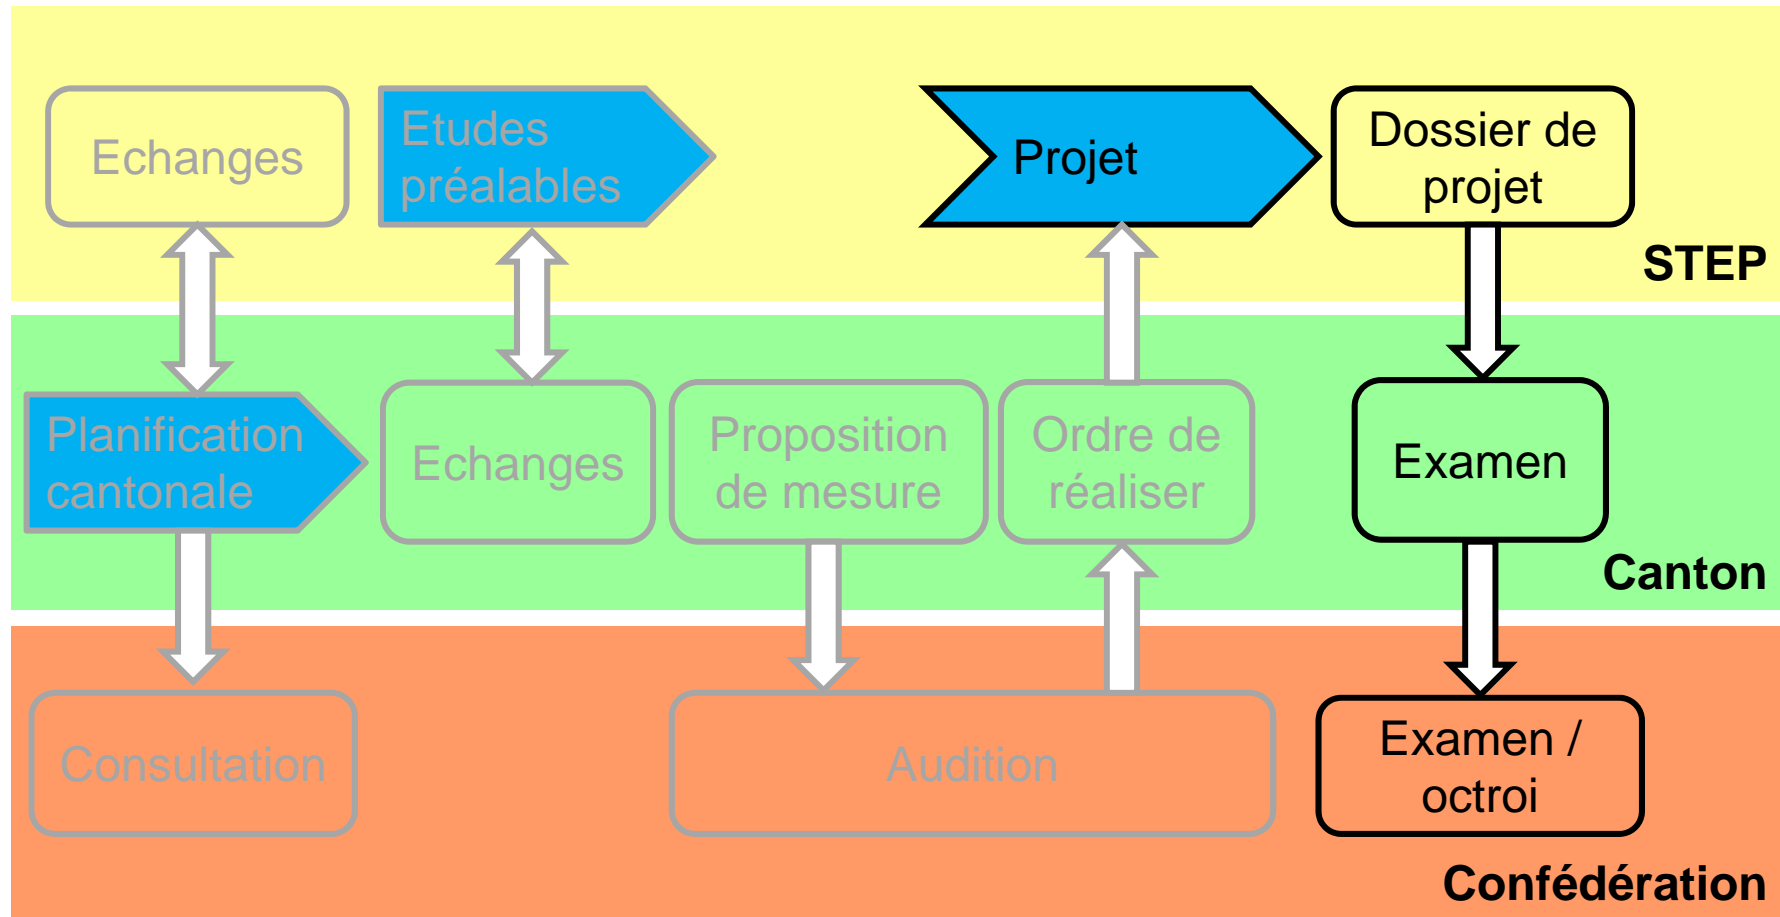 Echanges
Etudes
préalables
Projet
Dossier de
projet
STEP
Planification
cantonale
Echanges
Proposition
de mesure
Ordre de
réaliser
Examen
Canton
Consultation
Audition
Examen /
octroi
Confédération